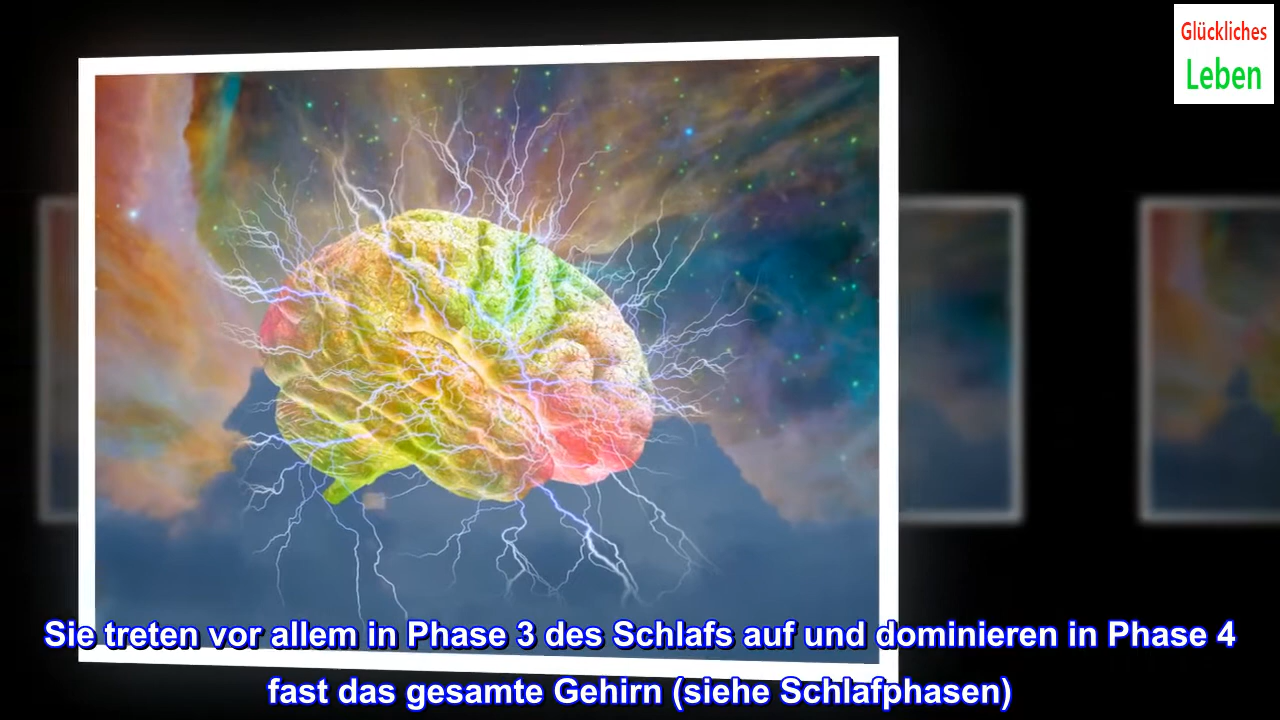 Glückliches
Leben
Sie treten vor allem in Phase 3 des Schlafs auf und dominieren in Phase 4
fast das gesamte Gehirn (siehe Schlafphasen)